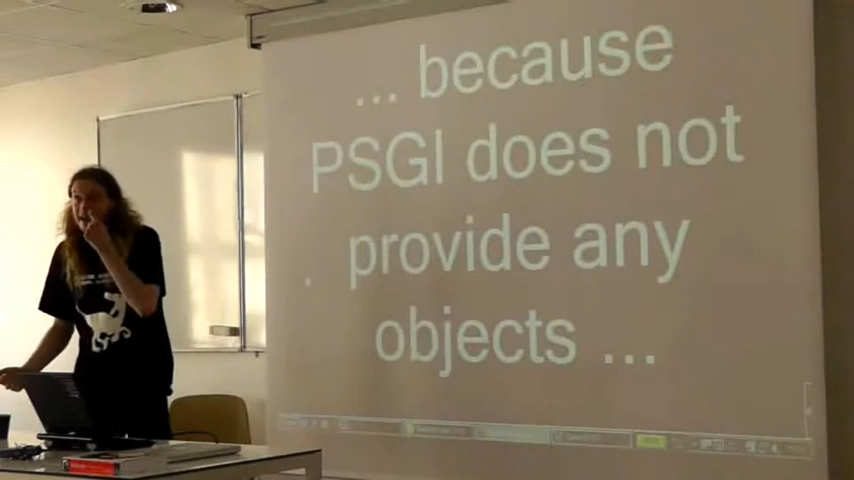 ... because
PSGI does not
provide any
objects ...